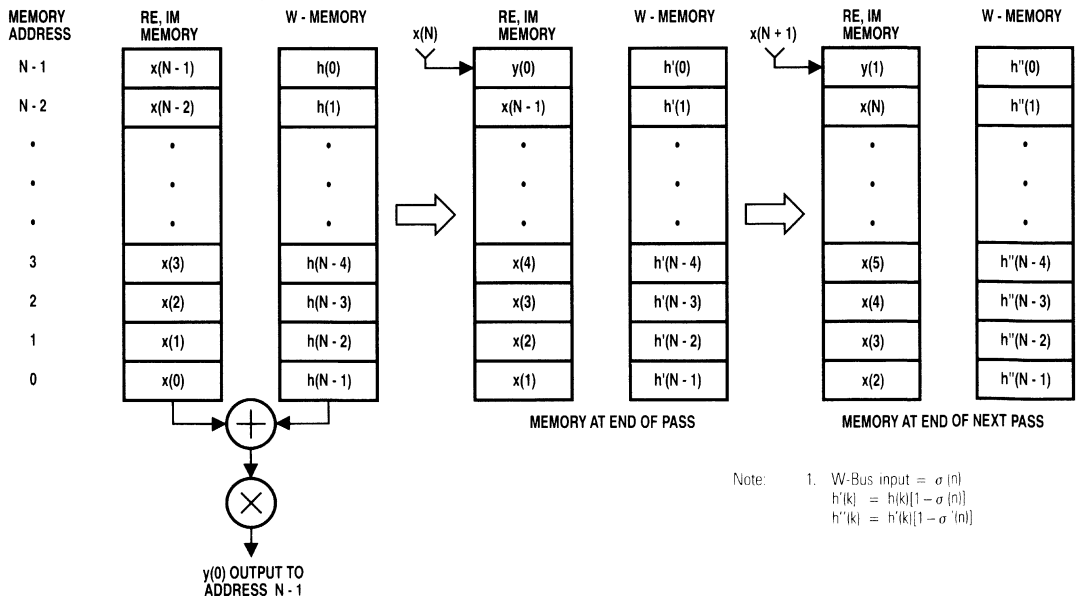 MEMORY ADDRESS
RE, IM MEMORY
W - MEMORY
x(N)
RE, IM MEMORY
W - MEMORY
x(N + 1)
RE, IM MEMORY
W - MEMORY
N - 1 x(N - 1) h(0) y(0) h'(0) y(1) h"(0)
N - 2 x(N - 2) h(1) x(N - 1) h'(1) x(N) h"(1)
3 x(3) h(N - 4) x(4) h'(N - 4) x(5) h"(N - 4)
2 x(2) h(N - 3) x(3) h'(N - 3) x(4) h"(N - 3)
1 x(1) h(N - 2) x(2) h'(N - 2) x(3) h"(N - 2)
0 x(0) h(N - 1) x(1) h'(N - 1) x(2) h"(N - 1)
MEMORY AT END OF PASS
MEMORY AT END OF NEXT PASS
+
×
y(0) OUTPUT TO
ADDRESS N - 1
Note: 1. W-Bus input = σ (n)
h'(k) = h(k)[1 – σ (n)]
h''(k) = h'(k)[1 – σ '(n)]